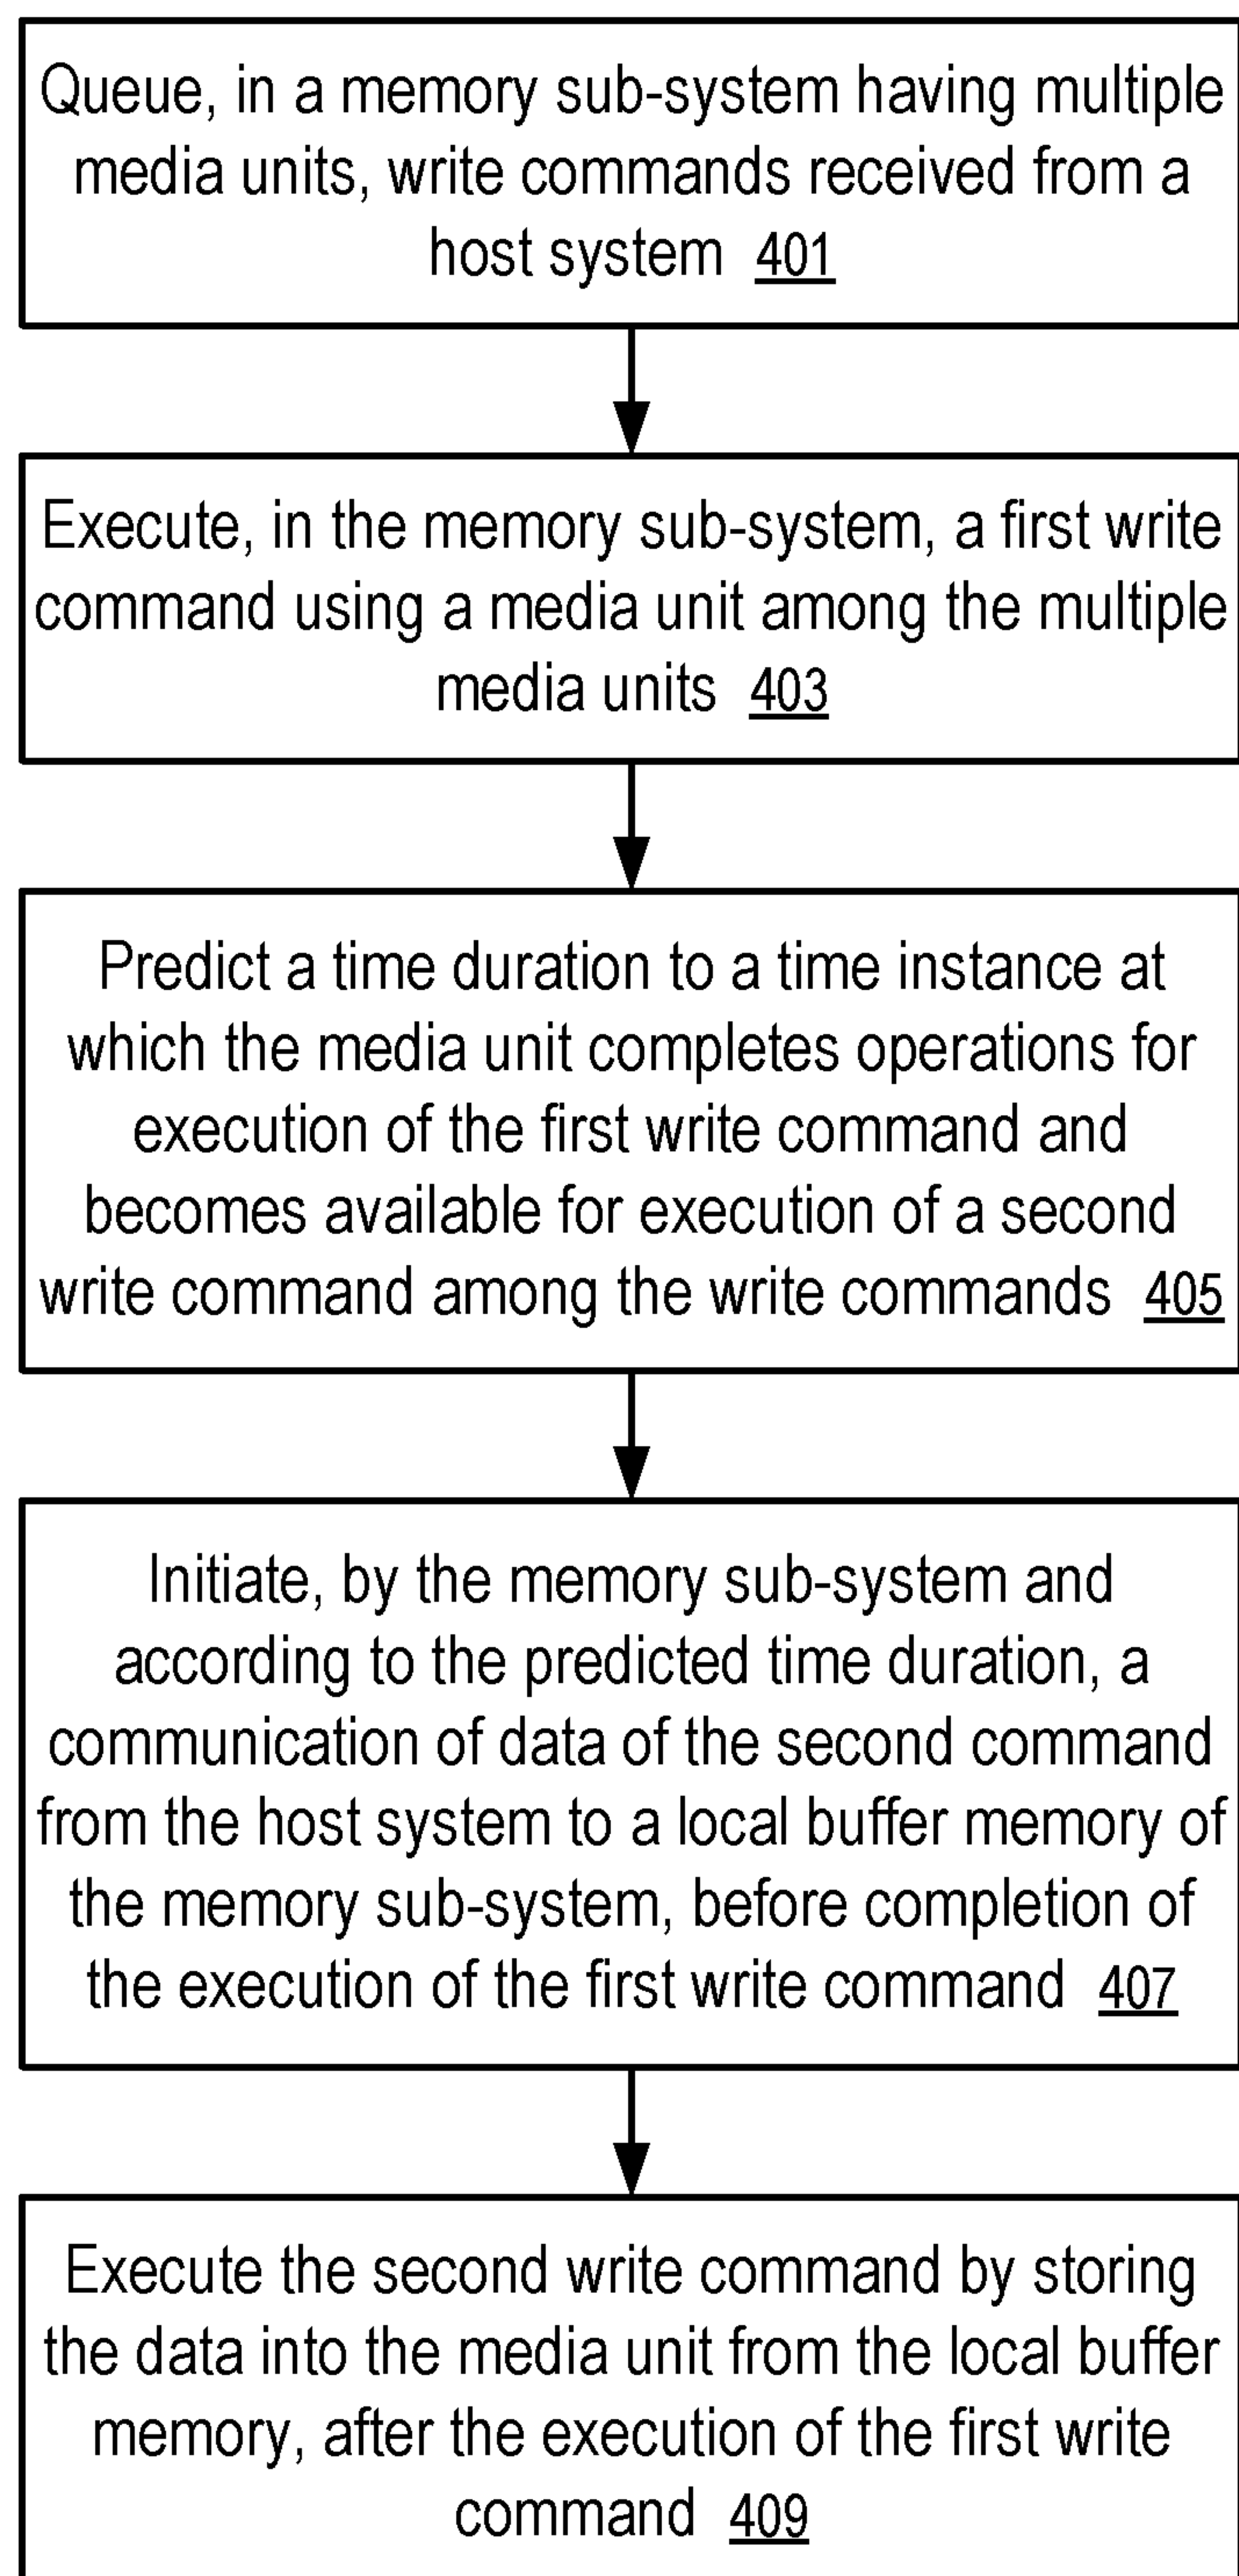 Queue, in a memory sub-system having multiple
media units, write commands received from a
host system 401
Execute, in the memory sub-system, a first write
command using a media unit among the multiple
media units 403
Predict a time duration to a time instance at
which the media unit completes operations for
execution of the first write command and
becomes available for execution of a second
write command among the write commands 405
Initiate, by the memory sub-system and
according to the predicted time duration, a
communication of data of the second command
from the host system to a local buffer memory of
the memory sub-system, before completion of
the execution of the first write command 407
Execute the second write command by storing
the data into the media unit from the local buffer
memory, after the execution of the first write
command 409